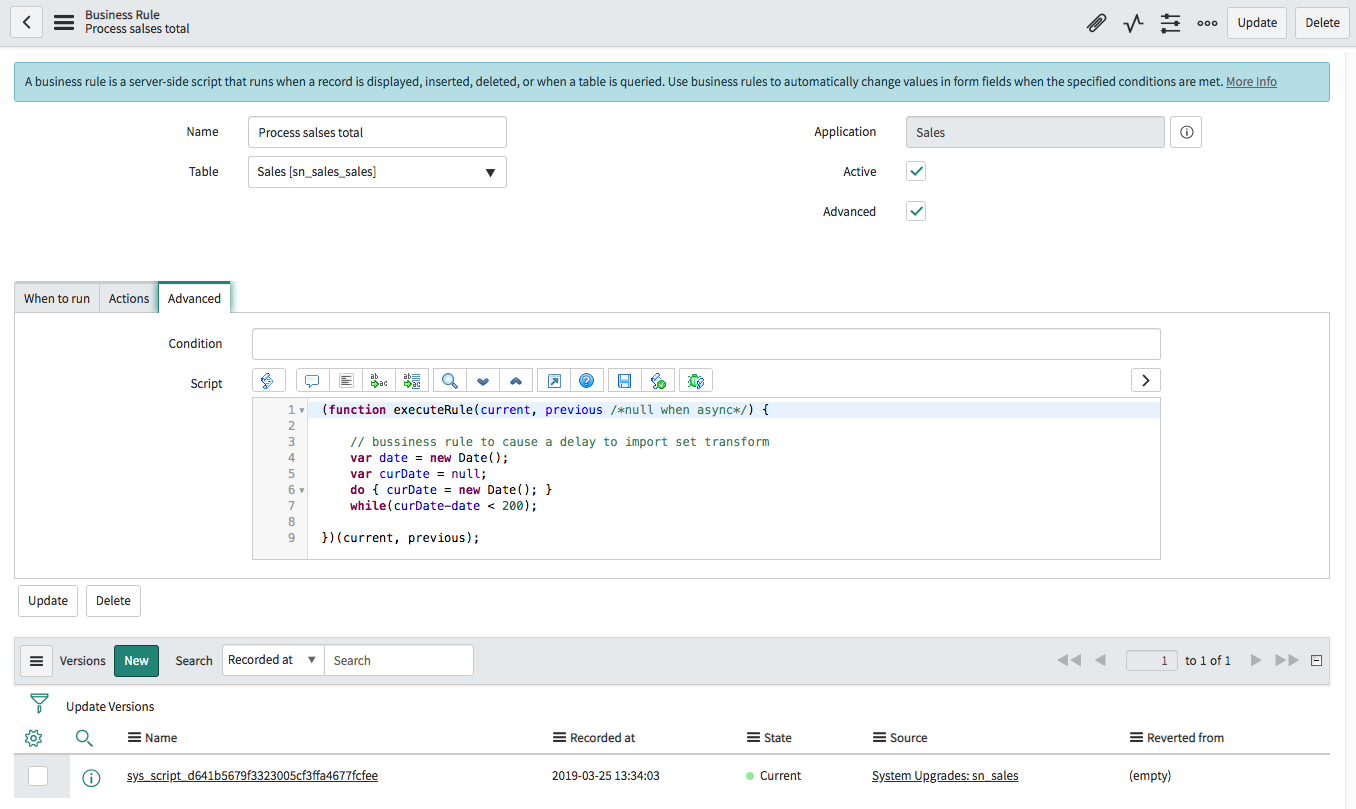 Business Rule
Process salses total
Update
Delete
A business rule is a server-side script that runs when a record is displayed, inserted, deleted, or when a table is queried. Use business rules to automatically change values in form fields when the specified conditions are met. More Info
Name
Process salses total
Application
Sales
Table
Sales [sn_sales_sales]
Active
Advanced
When to run
Actions
Advanced
Condition
Script
1 (function executeRule(current, previous /*null when async*/) {
2
3 // bussiness rule to cause a delay to import set transform
4 var date = new Date();
5 var curDate = null;
6 do { curDate = new Date(); }
7 while(curDate-date < 200);
8
9 })(current, previous);
Update
Delete
Versions
New
Search
Recorded at
Search
1 to 1 of 1
Update Versions
Name
Recorded at
State
Source
Reverted from
sys_script_d641b5679f3323005cf3ffa4677fcfee
2019-03-25 13:34:03
Current
System Upgrades: sn_sales
(empty)